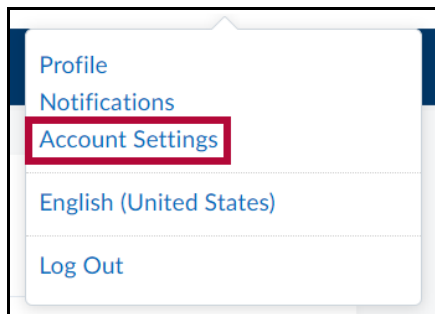 Profile
Notifications
Account Settings
English (United States)
Log Out